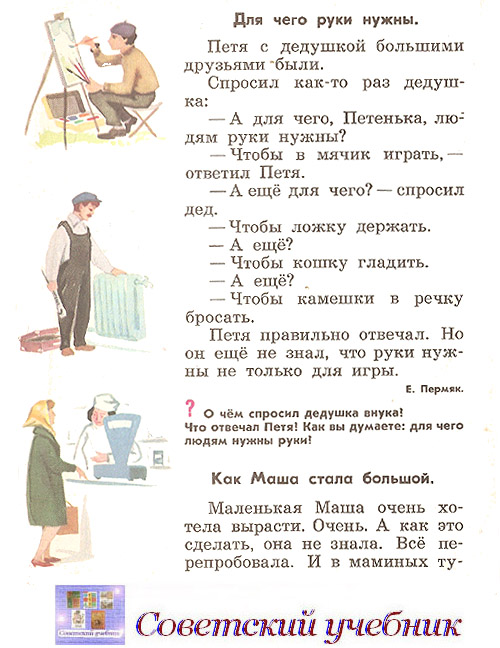 Для чего руки нужны.
Петя с дедушкой большими
друзьями были.
Спросил как-то раз дедуш-
ка:
— А для чего, Петенька, лю-
дям руки нужны?
— Чтобы в мячик играть, —
ответил Петя.
— А ещё для чего? — спросил
дед.
— Чтобы ложку держать.
— А ещё?
— Чтобы кошку гладить.
— А ещё?
— Чтобы камешки в речку
бросать.
Петя правильно отвечал. Но
он ещё не знал, что руки нуж-
ны не только для игры.
Е. Пермяк.
? О чём спросил дедушка внука?
Что отвечал Петя? Как вы думаете: для чего
людям нужны руки?
Как Маша стала большой.
Маленькая Маша очень хо-
тела вырасти. Очень. А как это
сделать, она не знала. Всё пе-
репробовала. И в маминых ту-
Советский учебник
Советский учебник